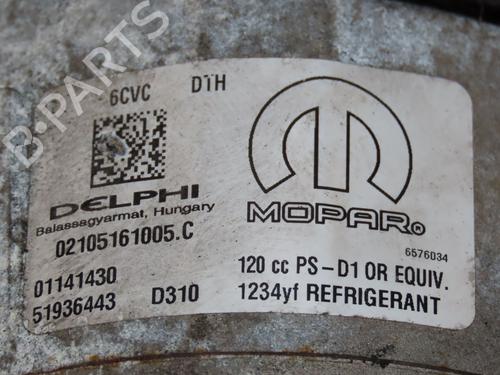 6CVC DTH
DELPHI
Balassagyarmat, Hungary
02105161005.C
MOPAR®
6576034
01141430
51936443 D310
120 cc PS-D1 OR EQUIV.
1234yf REFRIGERANT
B-PARTS